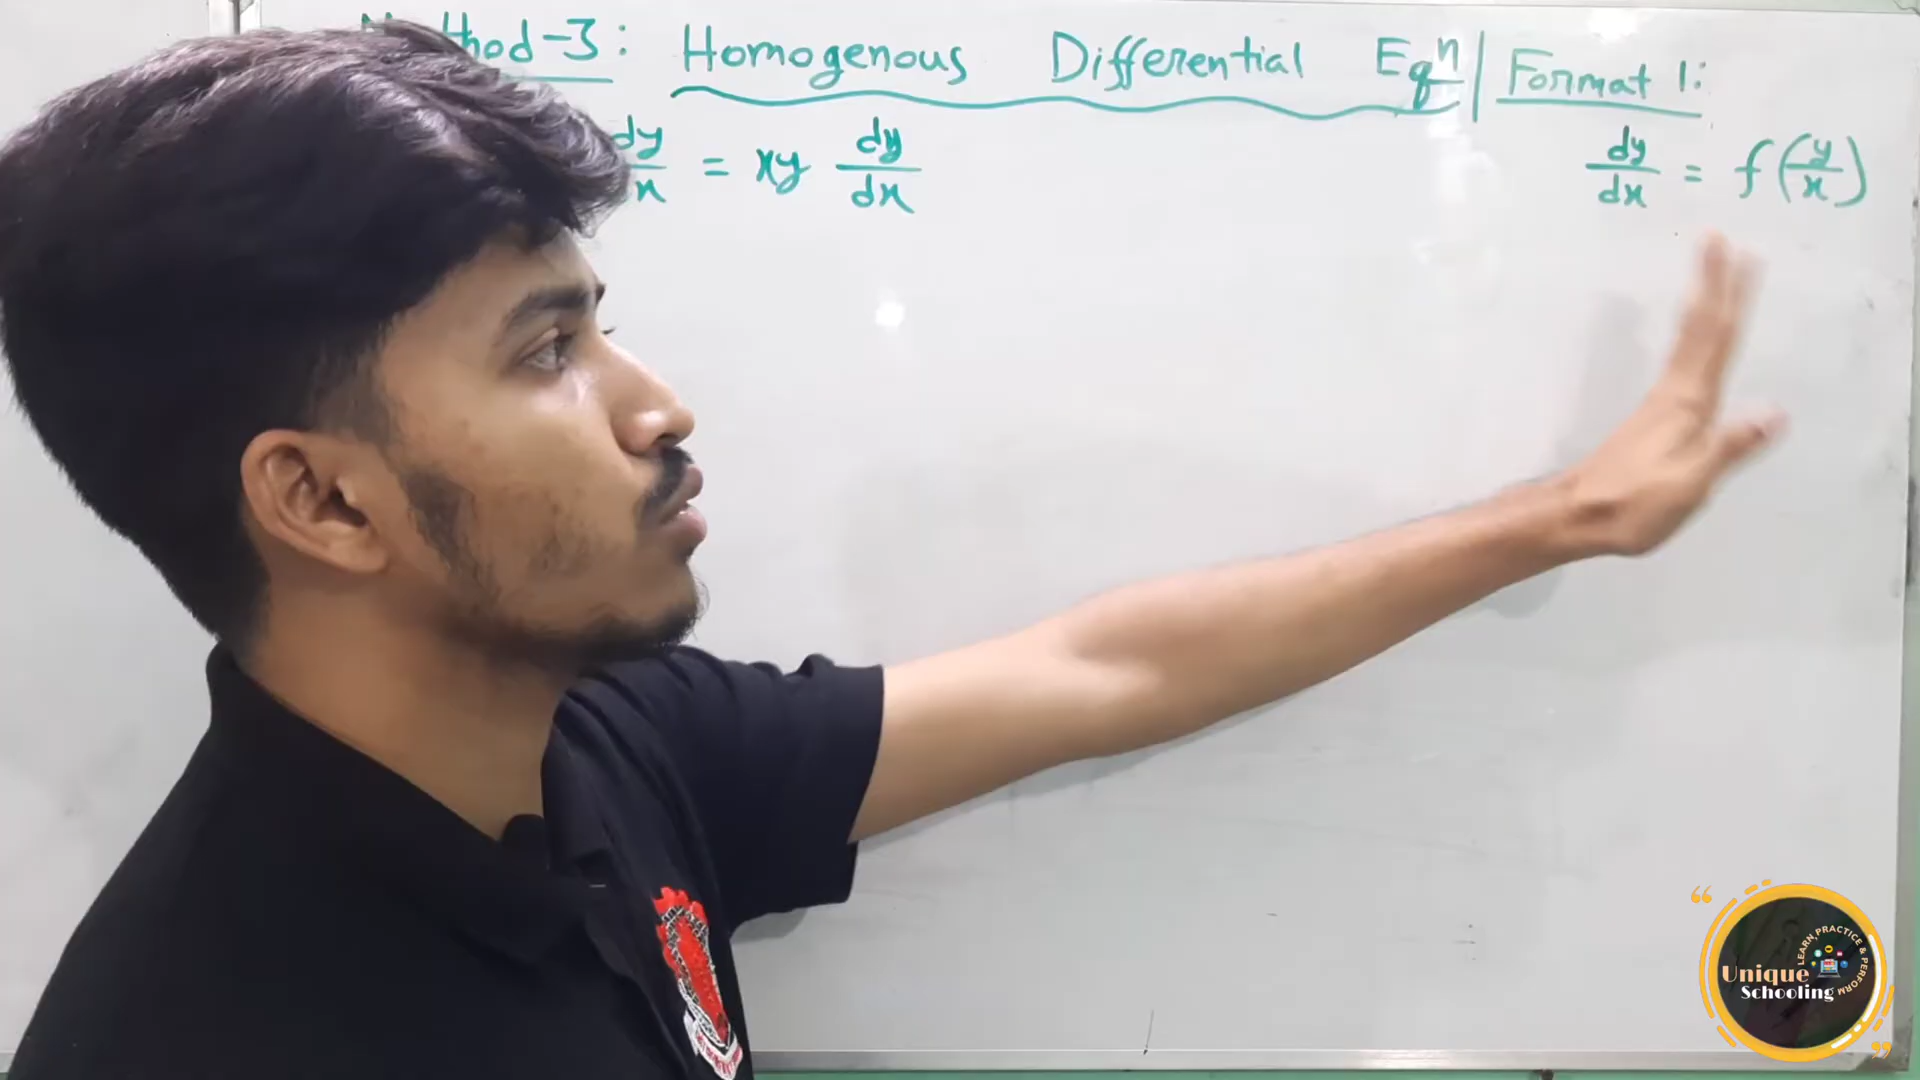 Method-3: Homogenous Differential Eqn | Format 1:
dy/dx = xy dy/dx
dy/dx = f(y/x)
LEARN, PRACTICE & PERFORM
Unique
Schooling